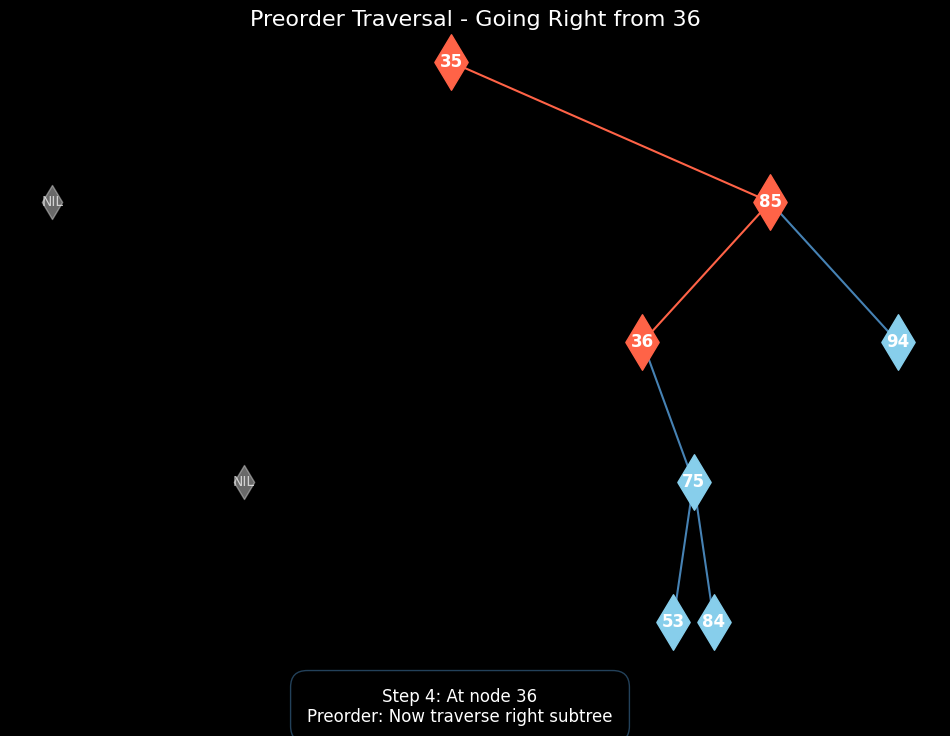 Preorder Traversal - Going Right from 36
35
NIL
85
36
94
NIL
75
53
84
Step 4: At node 36
Preorder: Now traverse right subtree